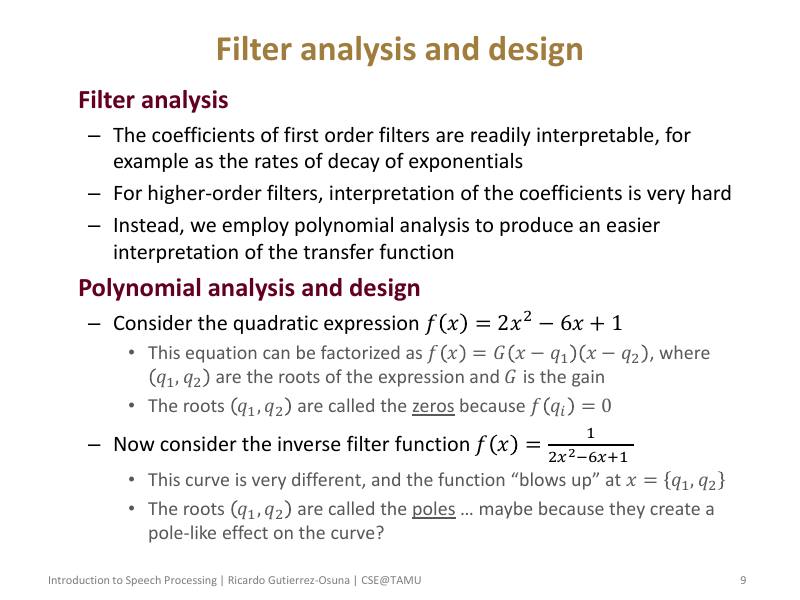 Filter analysis and design
Filter analysis
– The coefficients of first order filters are readily interpretable, for
example as the rates of decay of exponentials
– For higher-order filters, interpretation of the coefficients is very hard
– Instead, we employ polynomial analysis to produce an easier
interpretation of the transfer function
Polynomial analysis and design
– Consider the quadratic expression 𝑓(𝑥) = 2𝑥² − 6𝑥 + 1
• This equation can be factorized as 𝑓(𝑥) = 𝐺(𝑥 − 𝑞₁)(𝑥 − 𝑞₂), where
(𝑞₁, 𝑞₂) are the roots of the expression and 𝐺 is the gain
• The roots (𝑞₁, 𝑞₂) are called the zeros because 𝑓(𝑞ᵢ) = 0
– Now consider the inverse filter function 𝑓(𝑥) = 1/(2𝑥²−6𝑥+1)
• This curve is very different, and the function “blows up” at 𝑥 = {𝑞₁, 𝑞₂}
• The roots (𝑞₁, 𝑞₂) are called the poles … maybe because they create a
pole-like effect on the curve?
Introduction to Speech Processing | Ricardo Gutierrez-Osuna | CSE@TAMU 9